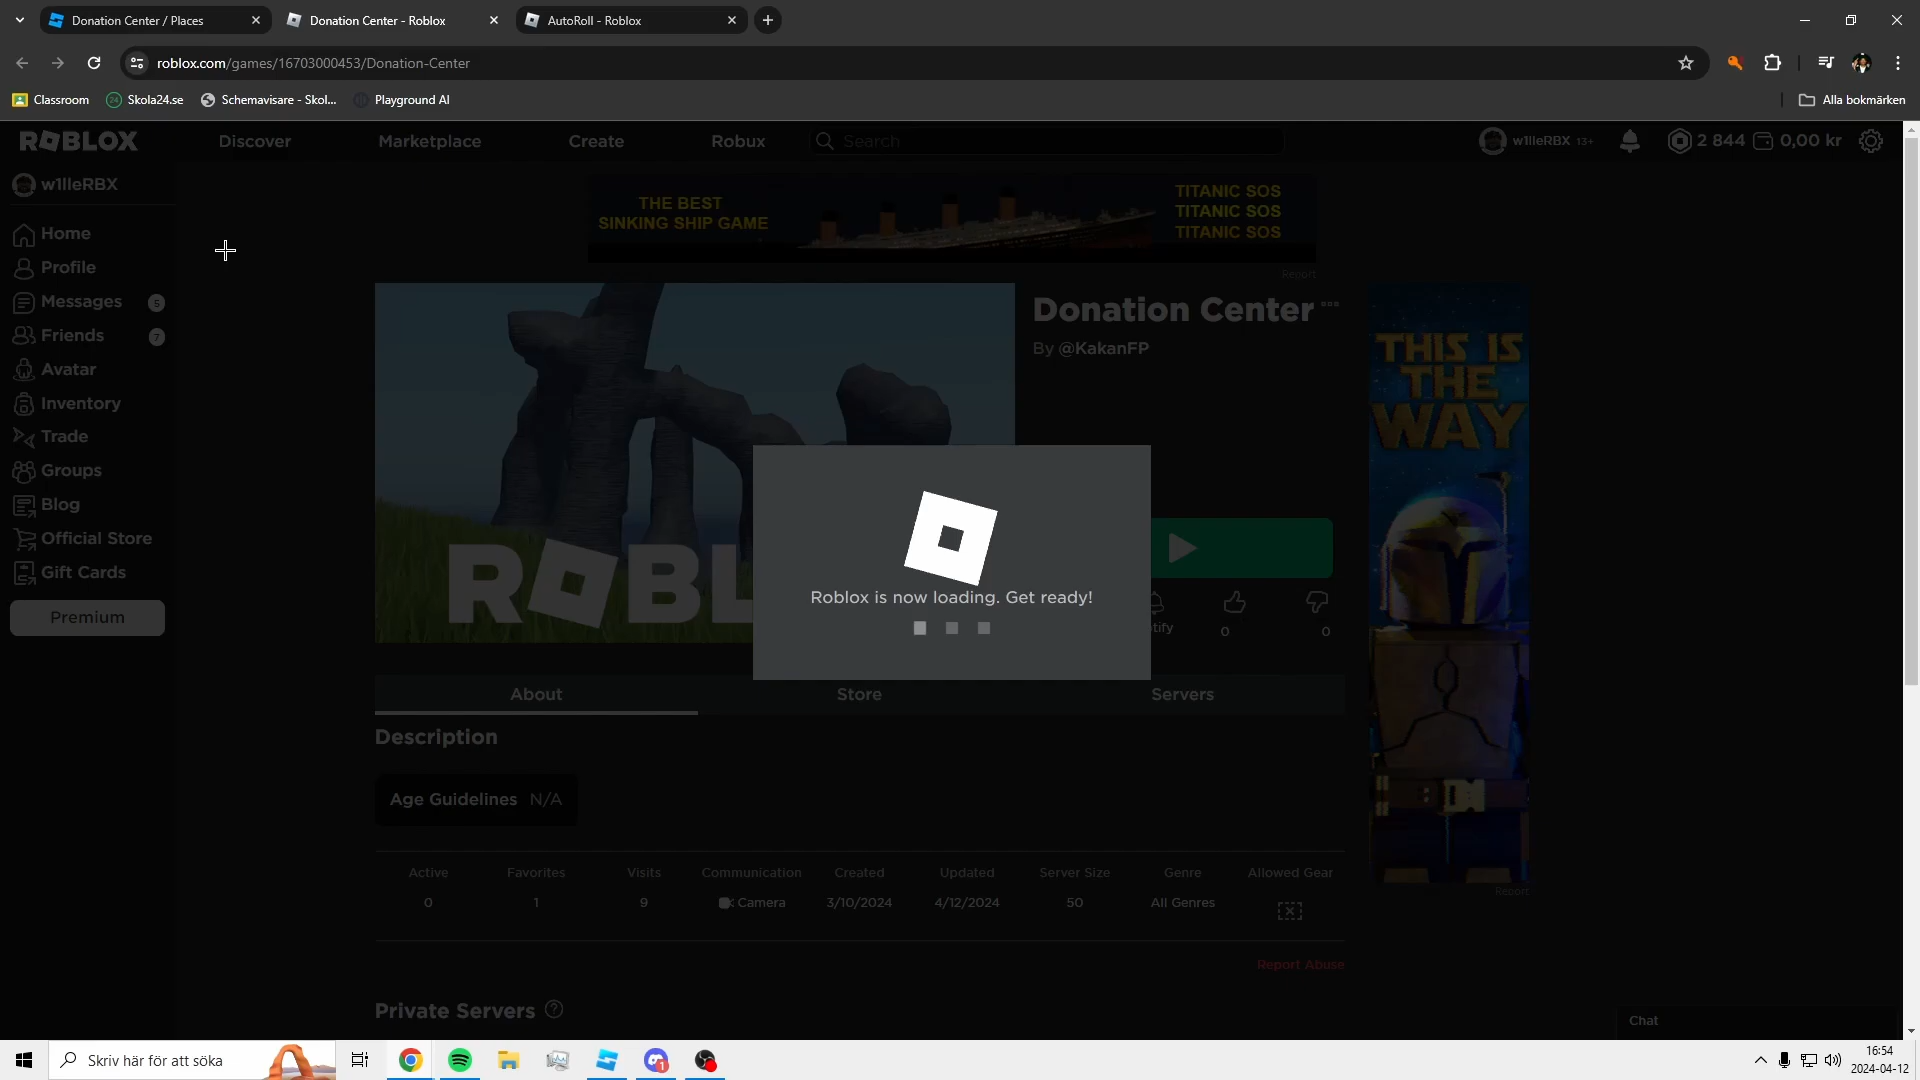 Donation Center / Places
Donation Center - Roblox
AutoRoll - Roblox
roblox.com/games/16703000453/Donation-Center
Classroom
Skola24.se
Schemavisare - Skol...
Playground AI
Alla bokmärken
ROBLOX
Discover
Marketplace
Create
Robux
Search
w1lleRBX 13+
2 844
0,00 kr
w1lleRBX
Home
Profile
Messages 5
Friends 7
Avatar
Inventory
Trade
Groups
Blog
Official Store
Gift Cards
Premium
THE BEST
SINKING SHIP GAME
TITANIC SOS
TITANIC SOS
TITANIC SOS
Report
Donation Center
By @KakanFP
ROBL
THIS IS
THE
WAY
Report
Roblox is now loading. Get ready!
tify
0
0
About
Store
Servers
Description
Age Guidelines N/A
Active
Favorites
Visits
Communication
Created
Updated
Server Size
Genre
Allowed Gear
0
1
9
Camera
3/10/2024
4/12/2024
50
All Genres
Report Abuse
Private Servers
Chat
Skriv här för att söka
1
16:54
2024-04-12